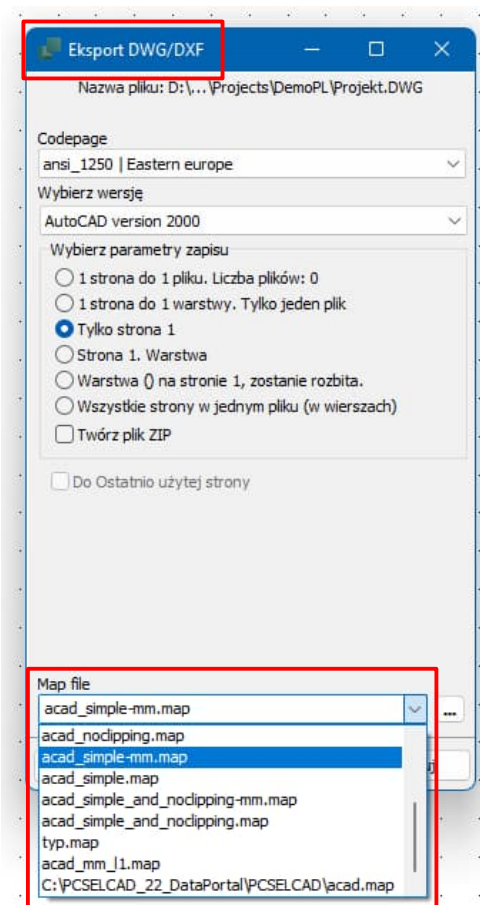 Eksport DWG/DXF
Nazwa pliku: D:\...\Projects\DemoPL\Projekt.DWG
Codepage
ansi_1250 | Eastern europe
Wybierz wersję
AutoCAD version 2000
Wybierz parametry zapisu
1 strona do 1 pliku. Liczba plików: 0
1 strona do 1 warstwy. Tylko jeden plik
Tylko strona 1
Strona 1. Warstwa
Warstwa () na stronie 1, zostanie rozbita.
Wszystkie strony w jednym pliku (w wierszach)
Twórz plik ZIP
Do Ostatnio użytej strony
Map file
acad_simple-mm.map
...
acad_noclipping.map
acad_simple-mm.map
acad_simple.map
acad_simple_and_noclipping-mm.map
acad_simple_and_noclipping.map
typ.map
acad_mm_l1.map
C:\PCSELCAD_22_DataPortal\PCSELCAD\acad.map